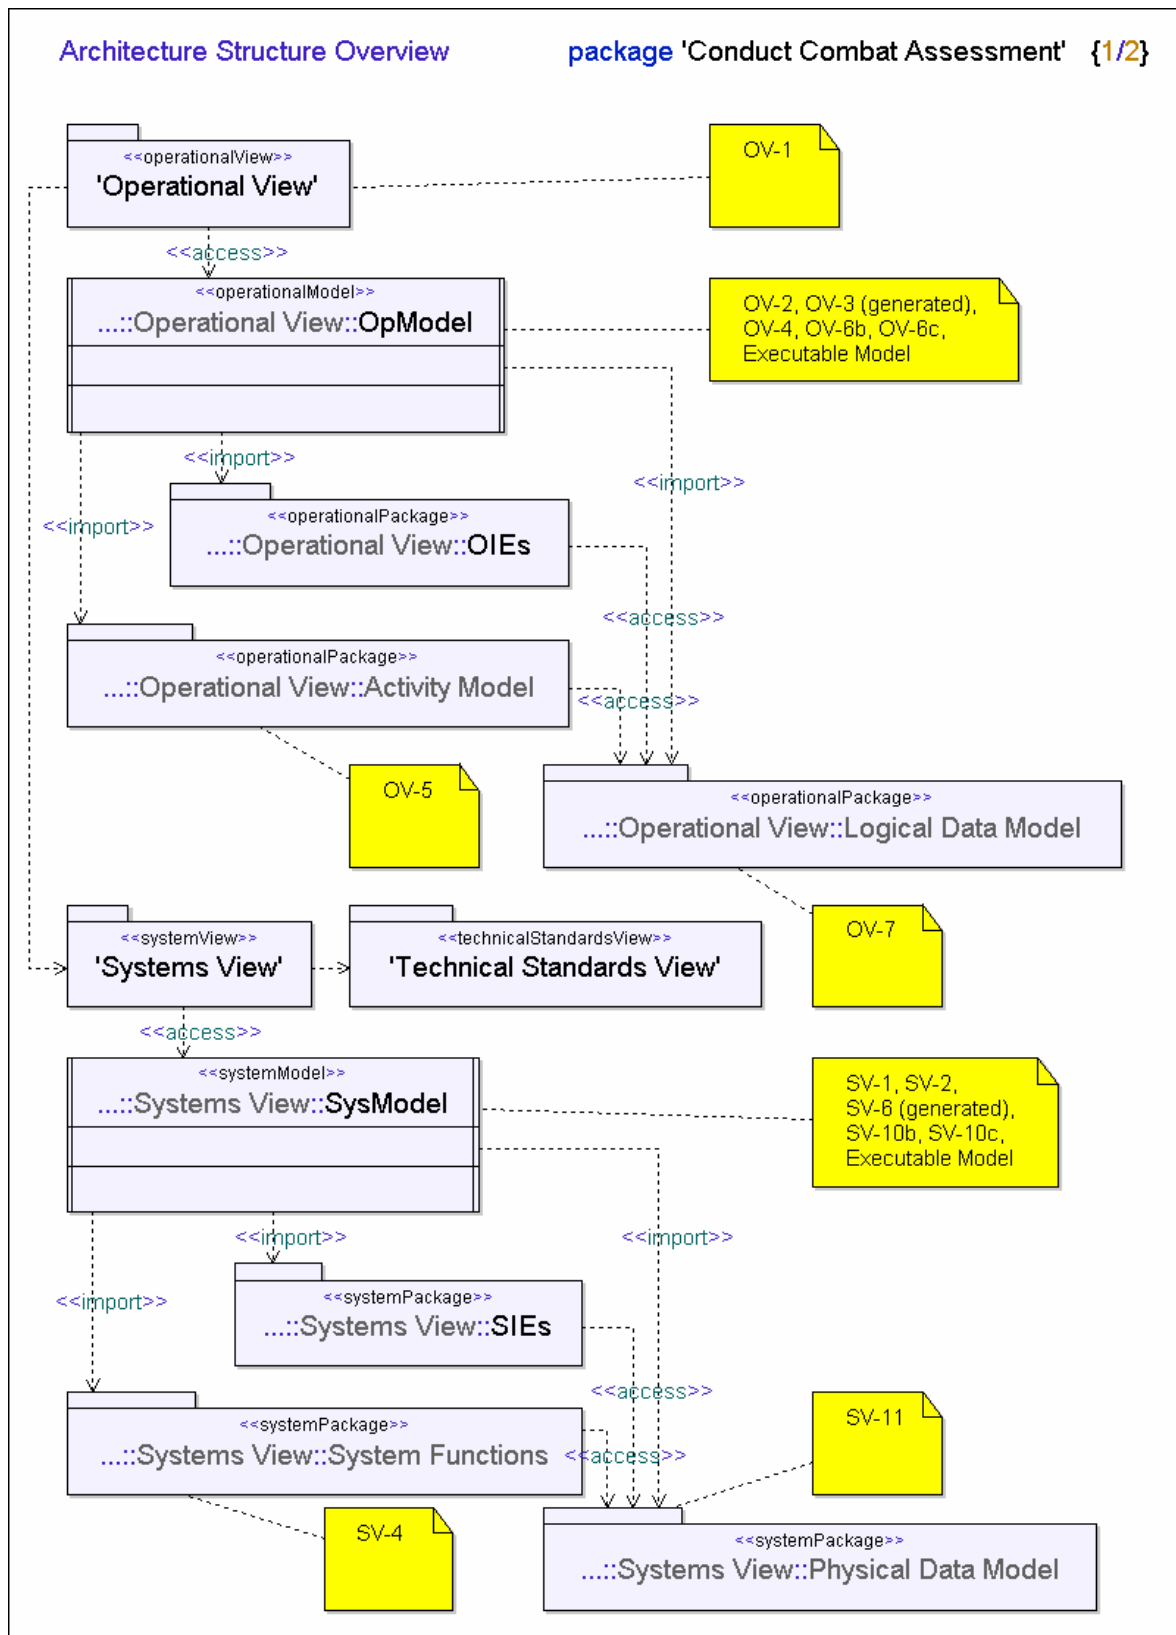 Architecture Structure Overview
package 'Conduct Combat Assessment' {1/2}
<<operationalView>>
'Operational View'
OV-1
<<access>>
<<operationalModel>>
...::Operational View::OpModel
OV-2, OV-3 (generated),
OV-4, OV-6b, OV-6c,
Executable Model
<<import>>
<<import>>
<<import>>
<<operationalPackage>>
...::Operational View::OIEs
<<access>>
<<operationalPackage>>
...::Operational View::Activity Model
<<access>>
OV-5
<<operationalPackage>>
...::Operational View::Logical Data Model
OV-7
<<systemView>>
'Systems View'
<<technicalStandardsView>>
'Technical Standards View'
<<access>>
<<systemModel>>
...::Systems View::SysModel
SV-1, SV-2,
SV-6 (generated),
SV-10b, SV-10c,
Executable Model
<<import>>
<<import>>
<<import>>
<<systemPackage>>
...::Systems View::SIEs
<<access>>
<<systemPackage>>
...::Systems View::System Functions
<<access>>
SV-11
SV-4
<<systemPackage>>
...::Systems View::Physical Data Model